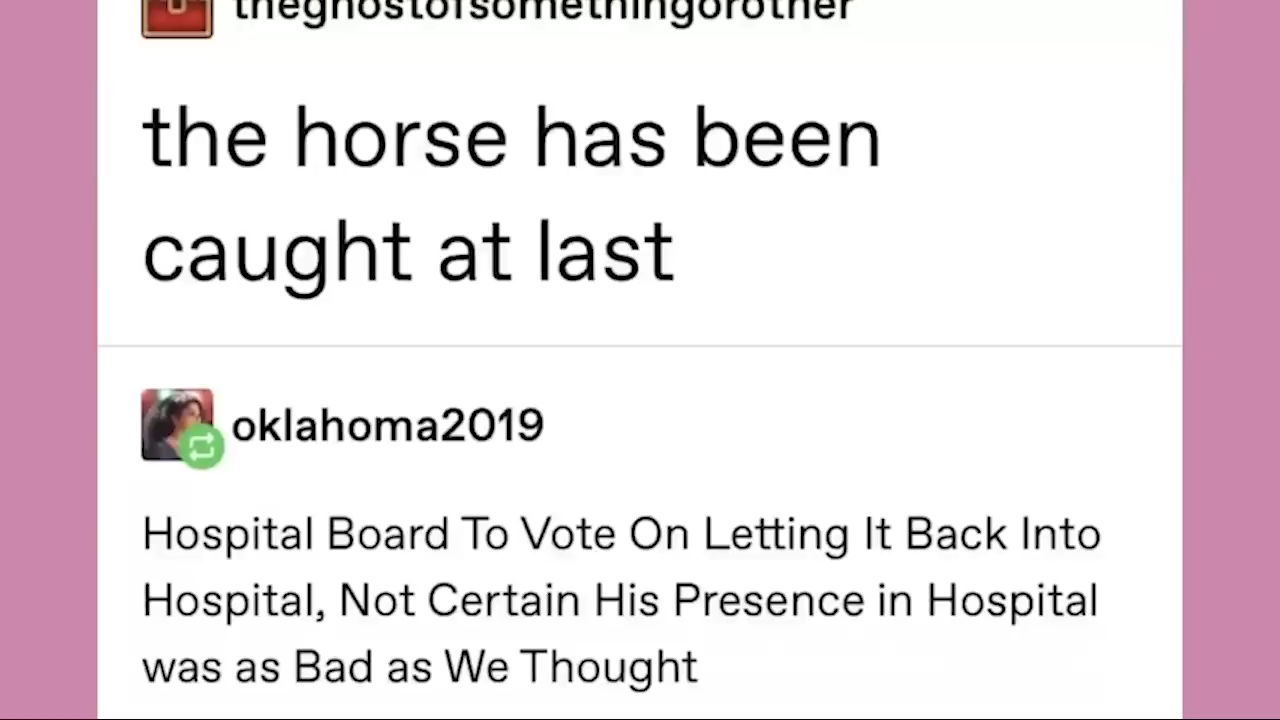 theghostofsomethingorother
the horse has been
caught at last
oklahoma2019
Hospital Board To Vote On Letting It Back Into
Hospital, Not Certain His Presence in Hospital
was as Bad as We Thought